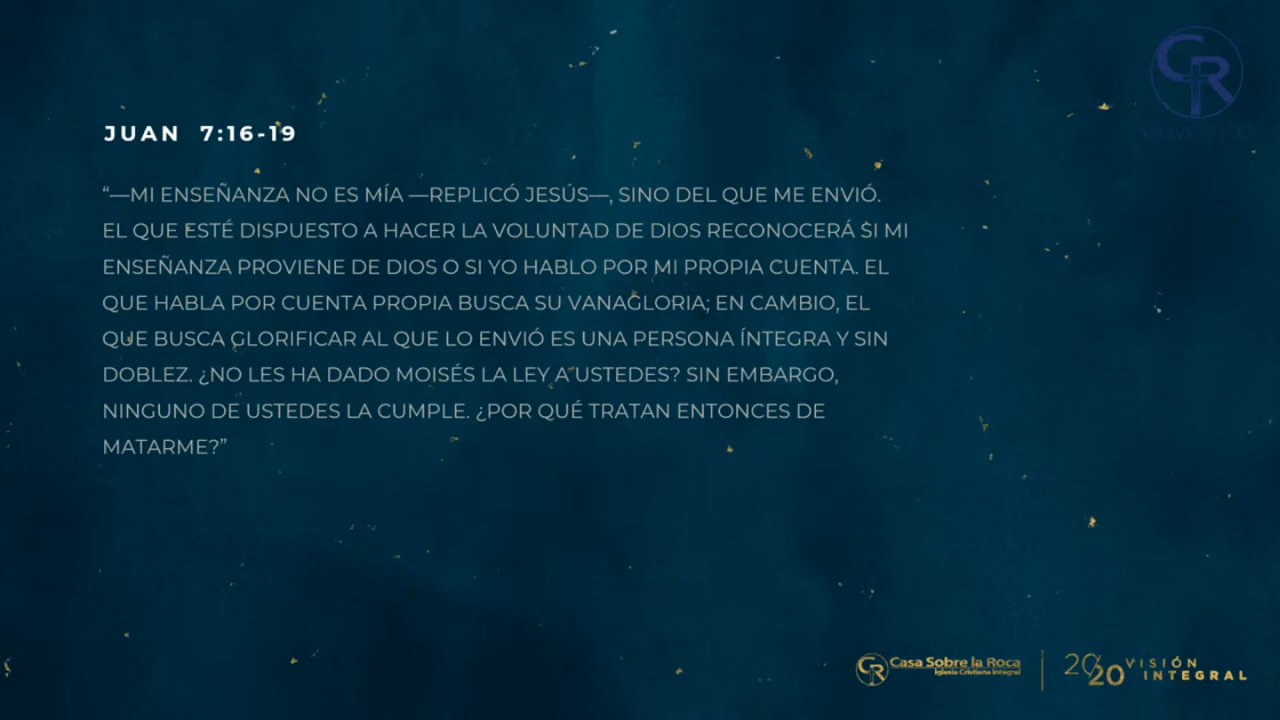 JUAN 7:16-19
“—MI ENSEÑANZA NO ES MÍA —REPLICÓ JESÚS—, SINO DEL QUE ME ENVIÓ.
EL QUE ESTÉ DISPUESTO A HACER LA VOLUNTAD DE DIOS RECONOCERÁ SI MI
ENSEÑANZA PROVIENE DE DIOS O SI YO HABLO POR MI PROPIA CUENTA. EL
QUE HABLA POR CUENTA PROPIA BUSCA SU VANAGLORIA; EN CAMBIO, EL
QUE BUSCA GLORIFICAR AL QUE LO ENVIÓ ES UNA PERSONA ÍNTEGRA Y SIN
DOBLEZ. ¿NO LES HA DADO MOISÉS LA LEY A USTEDES? SIN EMBARGO,
NINGUNO DE USTEDES LA CUMPLE. ¿POR QUÉ TRATAN ENTONCES DE
MATARME?”
CR
CR
Casa Sobre la Roca
Iglesia Cristiana Integral
2020
VISIÓN
INTEGRAL